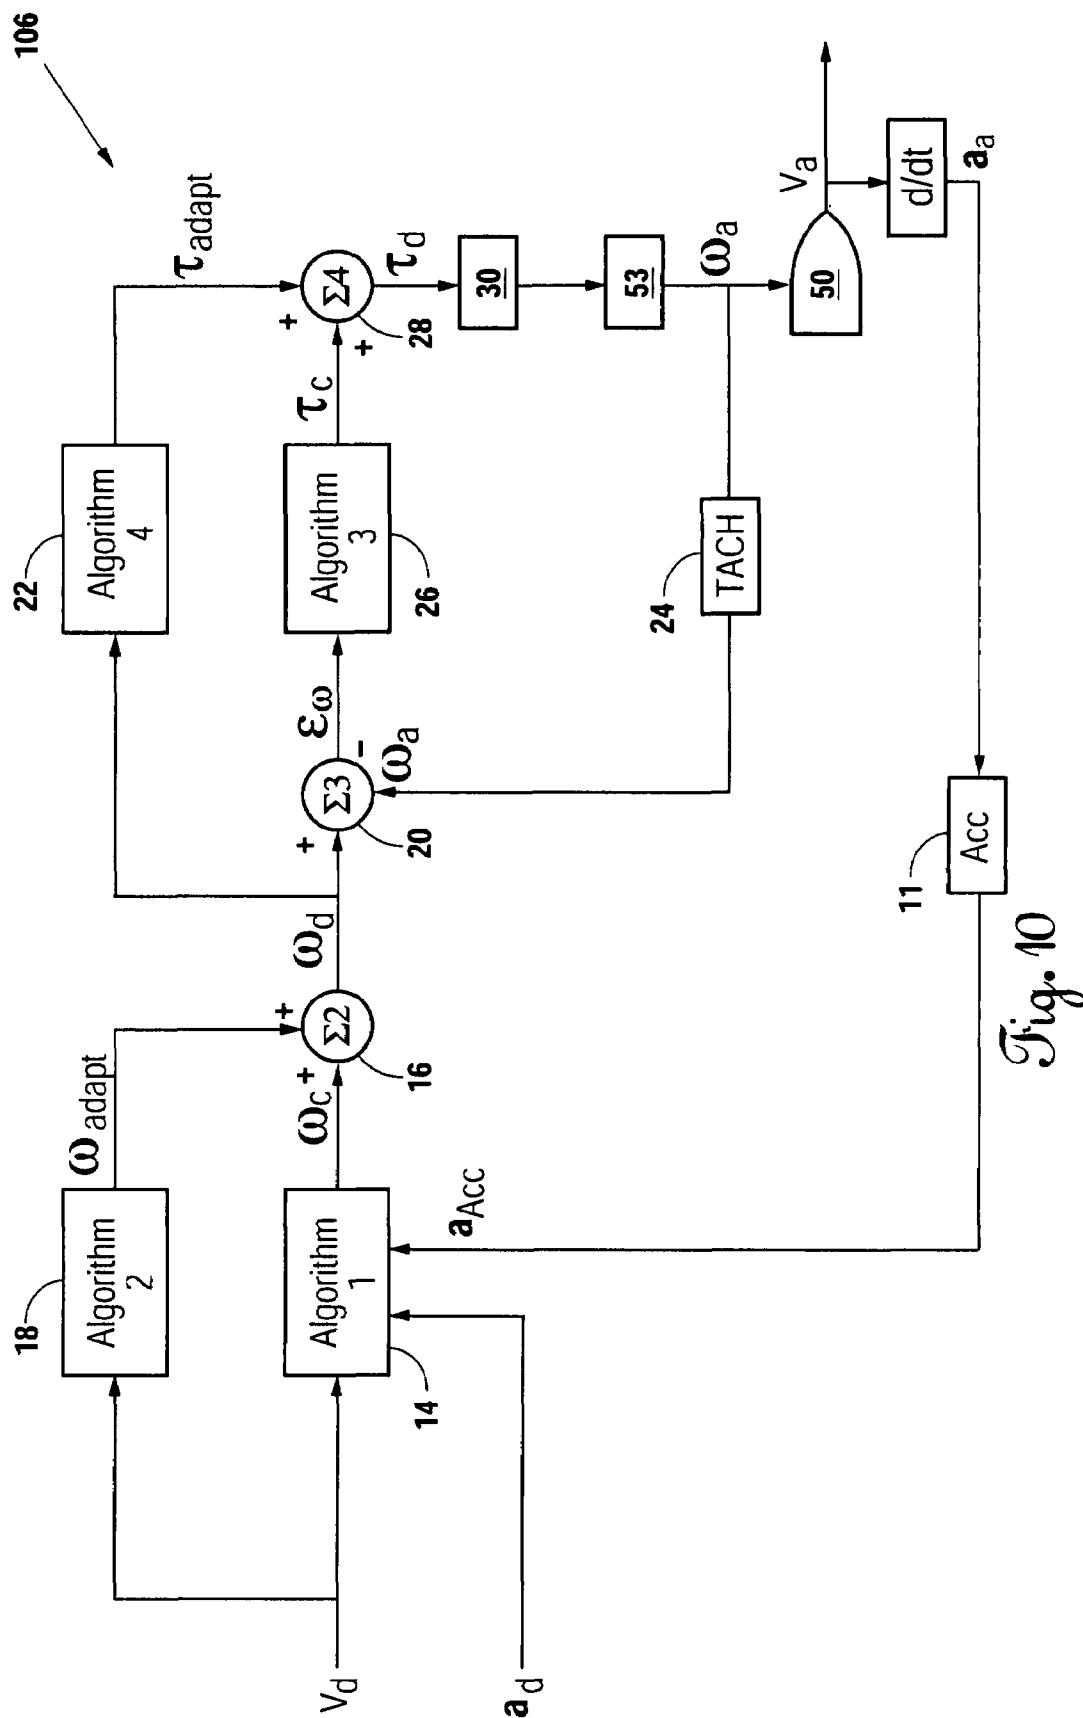 106
ω adapt
τ adapt
18
Algorithm 2
22
Algorithm 4
Vd
Algorithm 1
14
ωc
+
+
Σ2
16
ωd
+
Σ3
-
20
εω
ωa
Algorithm 3
26
τc
+
+
Σ4
28
τd
30
53
ωa
50
Va
d/dt
aa
24
TACH
ad
aAcc
11
Acc
Fig. 10